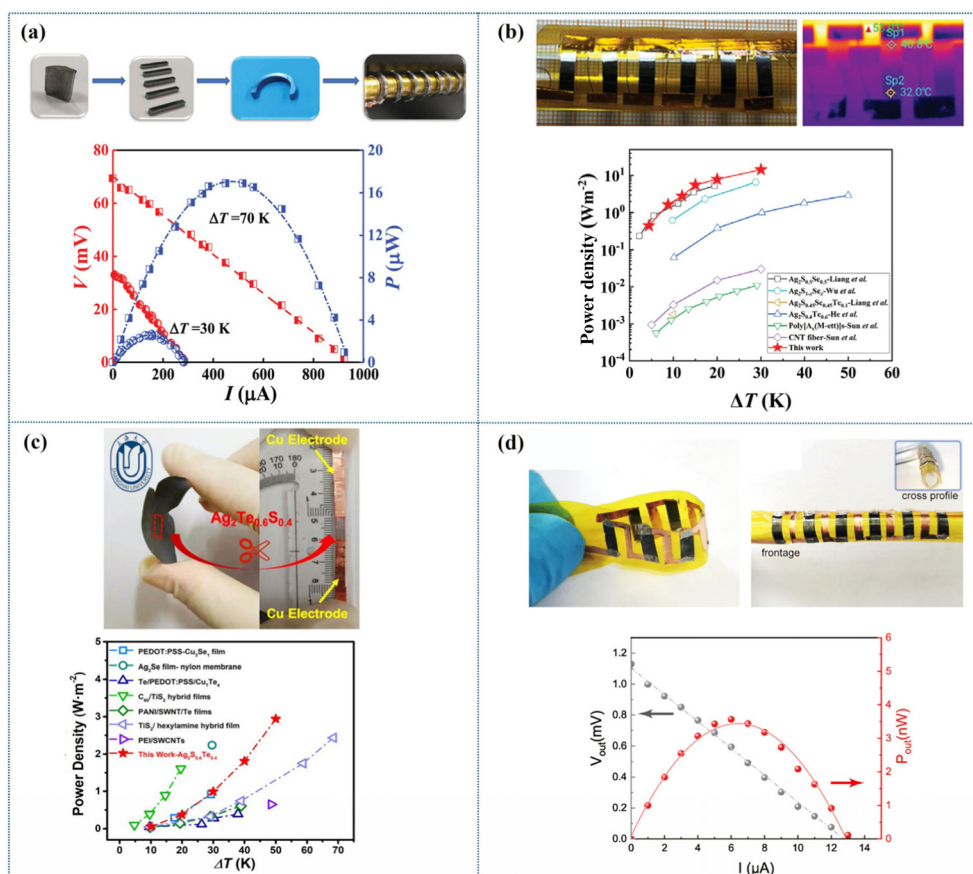 (a)
80
60
40
20
0
V (mV)
20
16
12
8
4
0
P (μW)
ΔT =70 K
ΔT =30 K
0
200
400
600
800
1000
I (μA)
(b)
Sp1
Sp2
32.0°C
Power density (Wm⁻²)
10¹
10⁰
10⁻¹
10⁻²
10⁻³
10⁻⁴
Ag₂S₀.₅Se₀.₅-Liang et al.
Ag₂S₁₋ₓSeₓ-Wu et al.
Ag₂S₀.₄₅Se₀.₄₅Te₀.₁-Liang et al.
Ag₂S₀.₄Te₀.₆-He et al.
Poly[Aₓ(M-ett)]s-Sun et al.
CNT fiber-Sun et al.
This work
0
10
20
30
40
50
60
ΔT (K)
(c)
Cu Electrode
Ag₂Te₀.₆S₀.₄
Cu Electrode
Power Density (W·m⁻²)
5
4
3
2
1
0
PEDOT:PSS-Cu₂Se₁ film
Ag₂Se film- nylon membrane
Te/PEDOT:PSS/Cu₇Te₄
C₆₀/TiS₂ hybrid films
PANI/SWNT/Te films
TiS₂/ hexylamine hybrid film
PEI/SWCNTs
This Work-Ag₂S₀.₆Te₀.₄
0
10
20
30
40
50
60
70
ΔT (K)
(d)
cross profile
frontage
Vout(mV)
1.2
1.0
0.8
0.6
0.4
0.2
0.0
Pout(nW)
6
5
4
3
2
1
0
0
2
4
6
8
10
12
14
I (μA)